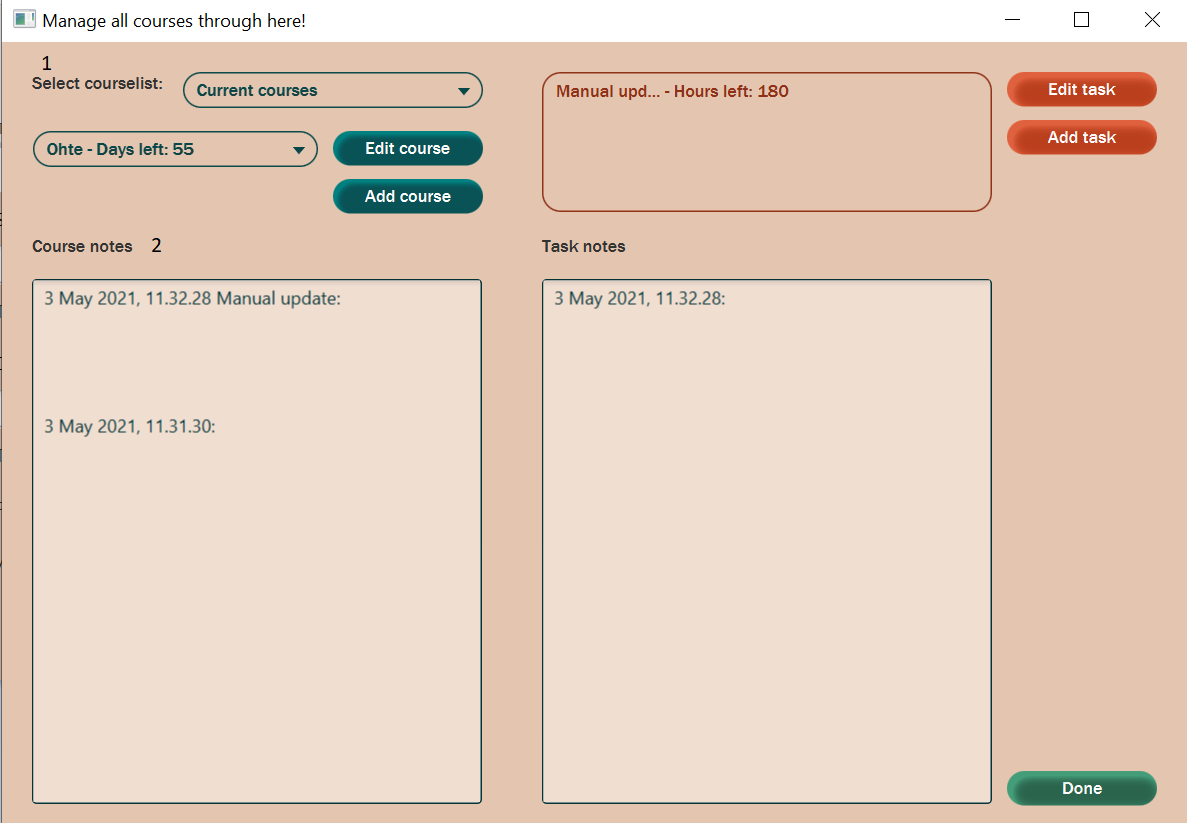 Manage all courses through here!
1
Select courselist:
Current courses
Ohte - Days left: 55
Edit course
Add course
Manual upd... - Hours left: 180
Edit task
Add task
Course notes 2
3 May 2021, 11.32.28 Manual update:
3 May 2021, 11.31.30:
Task notes
3 May 2021, 11.32.28:
Done